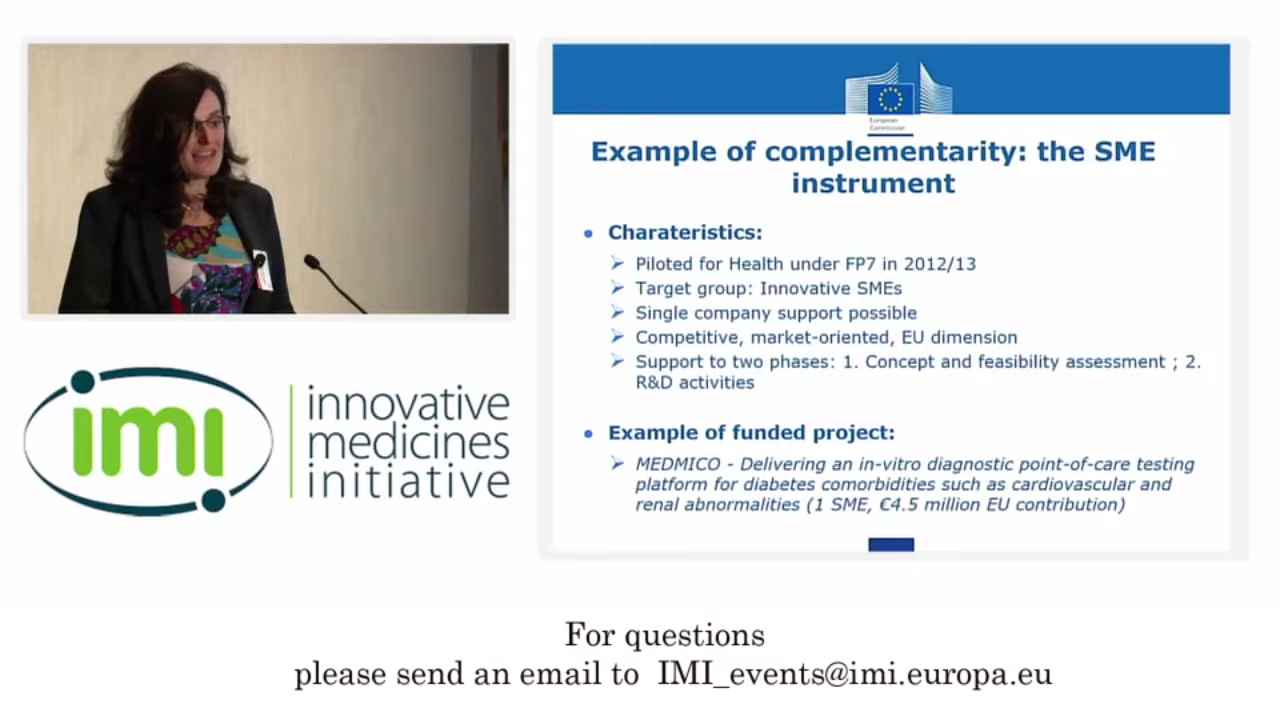 European
Commission
Example of complementarity: the SME
instrument
Charateristics:
Piloted for Health under FP7 in 2012/13
Target group: Innovative SMEs
Single company support possible
Competitive, market-oriented, EU dimension
Support to two phases: 1. Concept and feasibility assessment ; 2.
R&D activities
Example of funded project:
MEDMICO - Delivering an in-vitro diagnostic point-of-care testing
platform for diabetes comorbidities such as cardiovascular and
renal abnormalities (1 SME, €4.5 million EU contribution)
imi
innovative
medicines
initiative
For questions
please send an email to IMI_events@imi.europa.eu